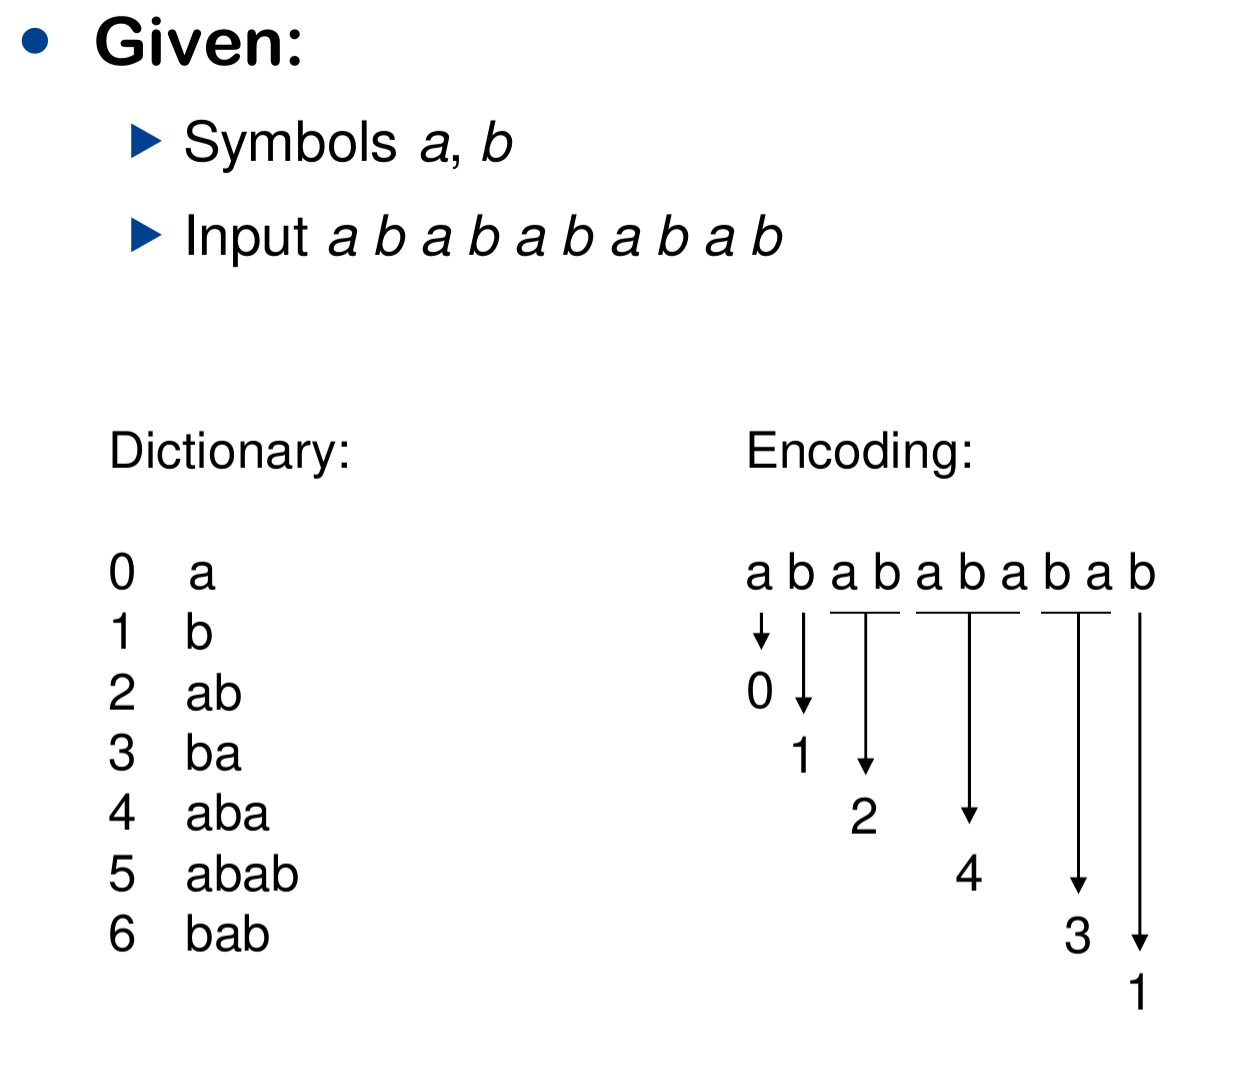 • Given:
▶ Symbols a, b
▶ Input a b a b a b a b a b
Dictionary:
0 a
1 b
2 ab
3 ba
4 aba
5 abab
6 bab
Encoding:
a b a b a b a b a b
0
1
2
4
3
1